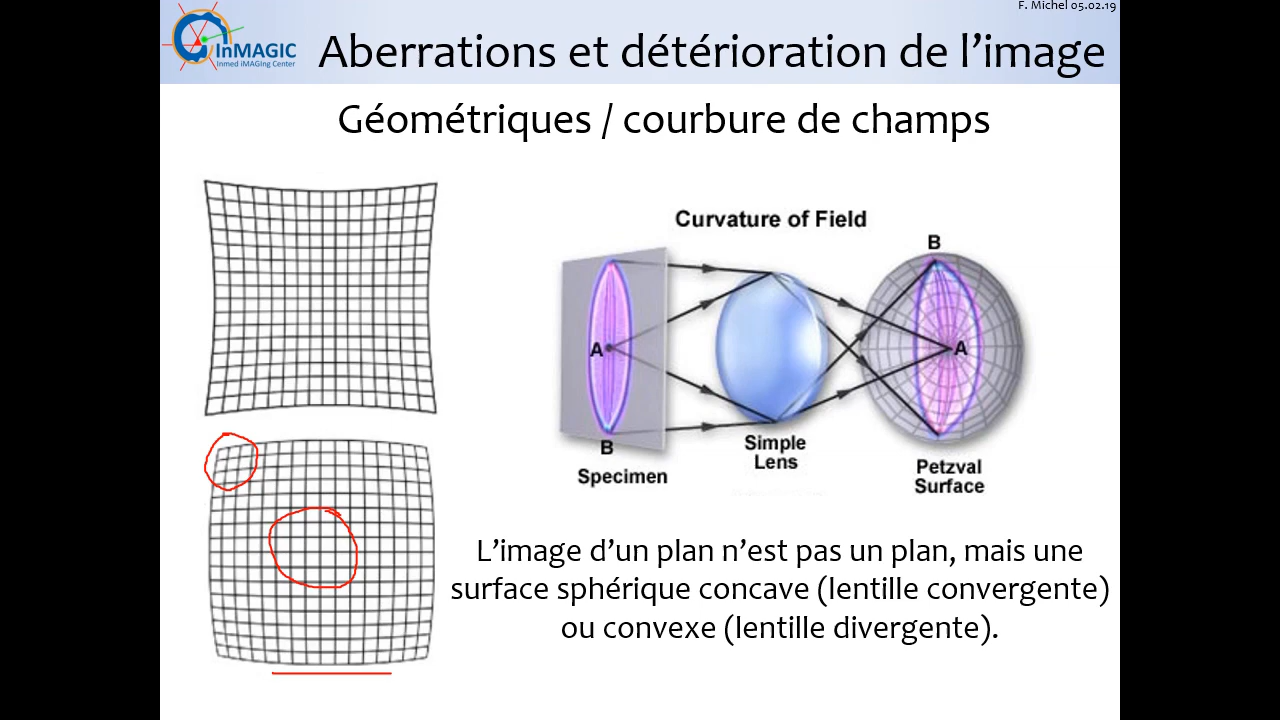 F. Michel 05.02.19
InMAGIC
Inmed iMAGing Center
Aberrations et détérioration de l’image
Géométriques / courbure de champs
Curvature of Field
B
A
A
B
Specimen
Simple
Lens
Petzval
Surface
L’image d’un plan n’est pas un plan, mais une
surface sphérique concave (lentille convergente)
ou convexe (lentille divergente).